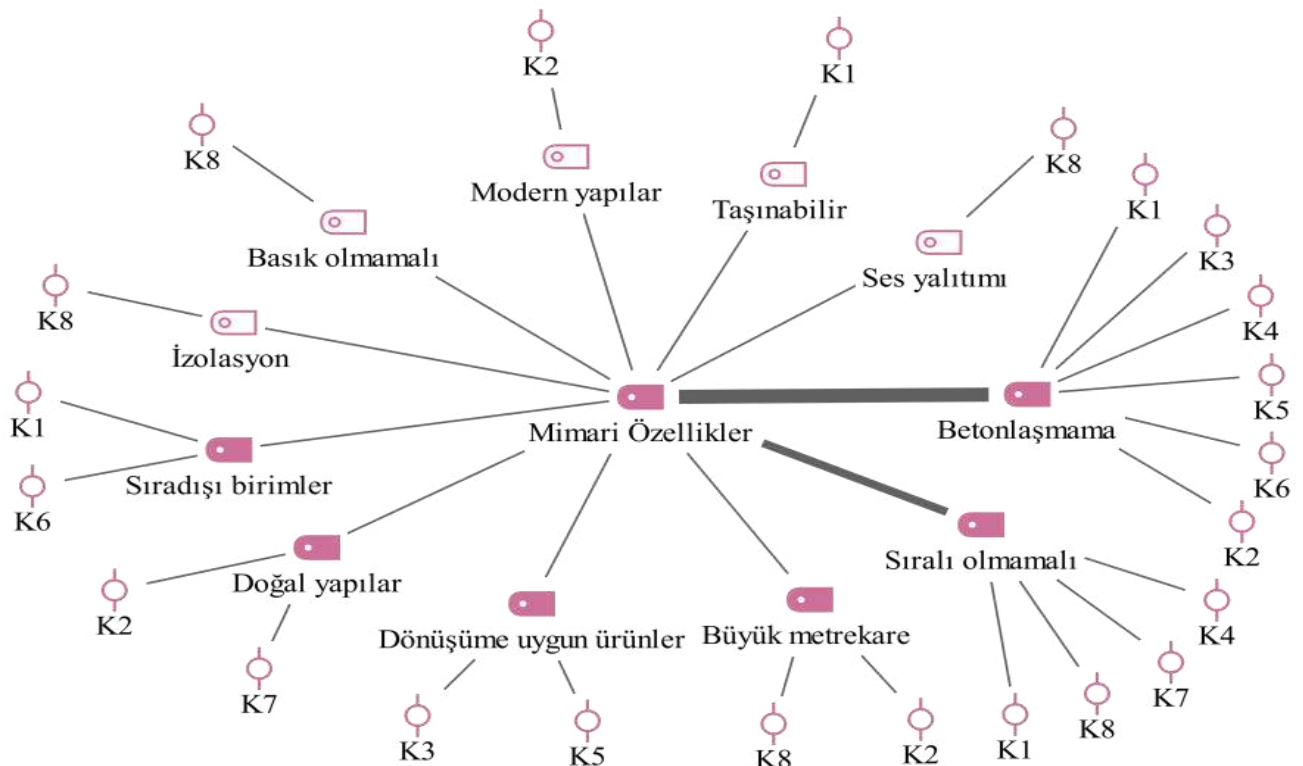 K2
K1
K8
K8
K1
Modern yapılar
Taşınabilir
K3
Basık olmamalı
Ses yalıtımı
K8
K4
İzolasyon
K5
K1
Mimari Özellikler
Betonlaşmama
K6
Sıradışı birimler
K6
K2
Sıralı olmamalı
Doğal yapılar
K2
K4
Dönüşüme uygun ürünler
Büyük metrekare
K7
K7
K8
K3
K5
K8
K2
K1